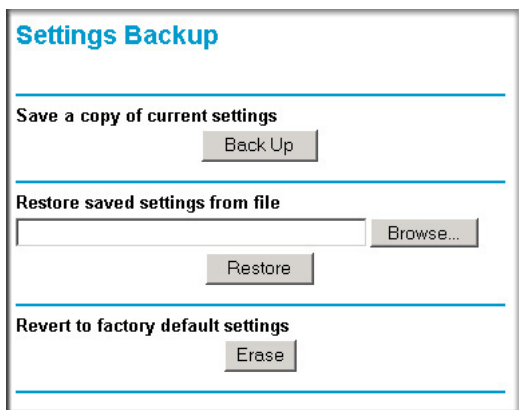 Settings Backup
Save a copy of current settings
Back Up
Restore saved settings from file
Browse...
Restore
Revert to factory default settings
Erase